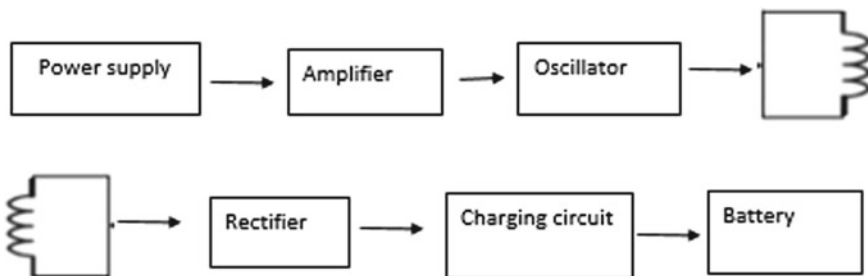 Power supply
Amplifier
Oscillator
Rectifier
Charging circuit
Battery